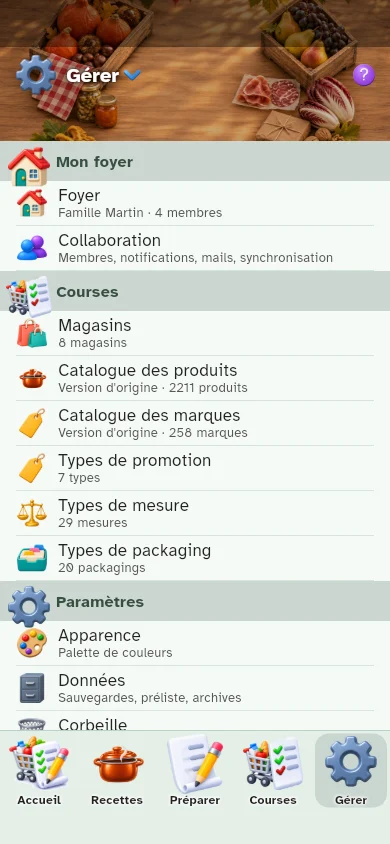 Gérer
?
Mon foyer
Foyer
Famille Martin · 4 membres
Collaboration
Membres, notifications, mails, synchronisation
Courses
Magasins
8 magasins
Catalogue des produits
Version d'origine · 2211 produits
Catalogue des marques
Version d'origine · 258 marques
Types de promotion
7 types
Types de mesure
29 mesures
Types de packaging
20 packagings
Paramètres
Apparence
Palette de couleurs
Données
Sauvegardes, préliste, archives
Corbeille
Accueil
Recettes
Préparer
Courses
Gérer